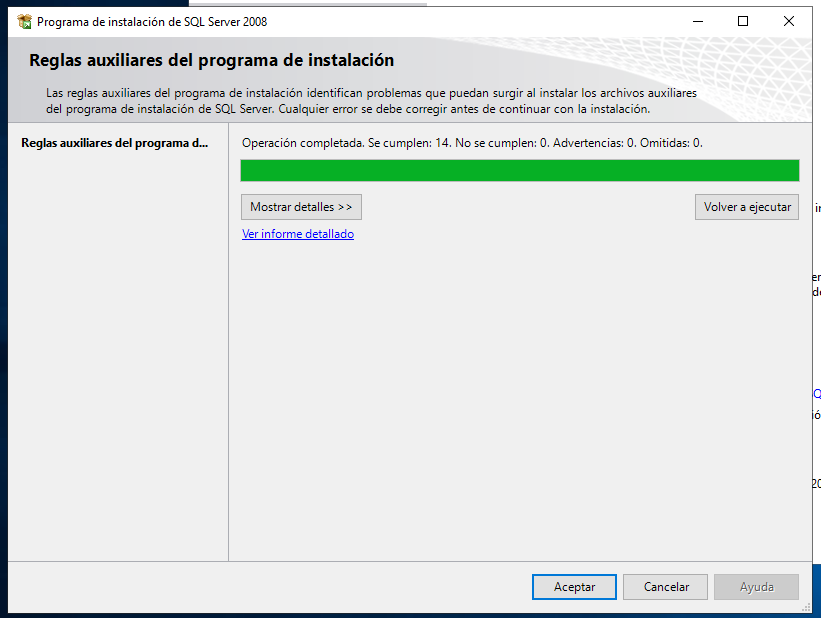 Programa de instalación de SQL Server 2008
Reglas auxiliares del programa de instalación
Las reglas auxiliares del programa de instalación identifican problemas que puedan surgir al instalar los archivos auxiliares
del programa de instalación de SQL Server. Cualquier error se debe corregir antes de continuar con la instalación.
Reglas auxiliares del programa d...
Operación completada. Se cumplen: 14. No se cumplen: 0. Advertencias: 0. Omitidas: 0.
Mostrar detalles >>
Volver a ejecutar
Ver informe detallado
Aceptar
Cancelar
Ayuda